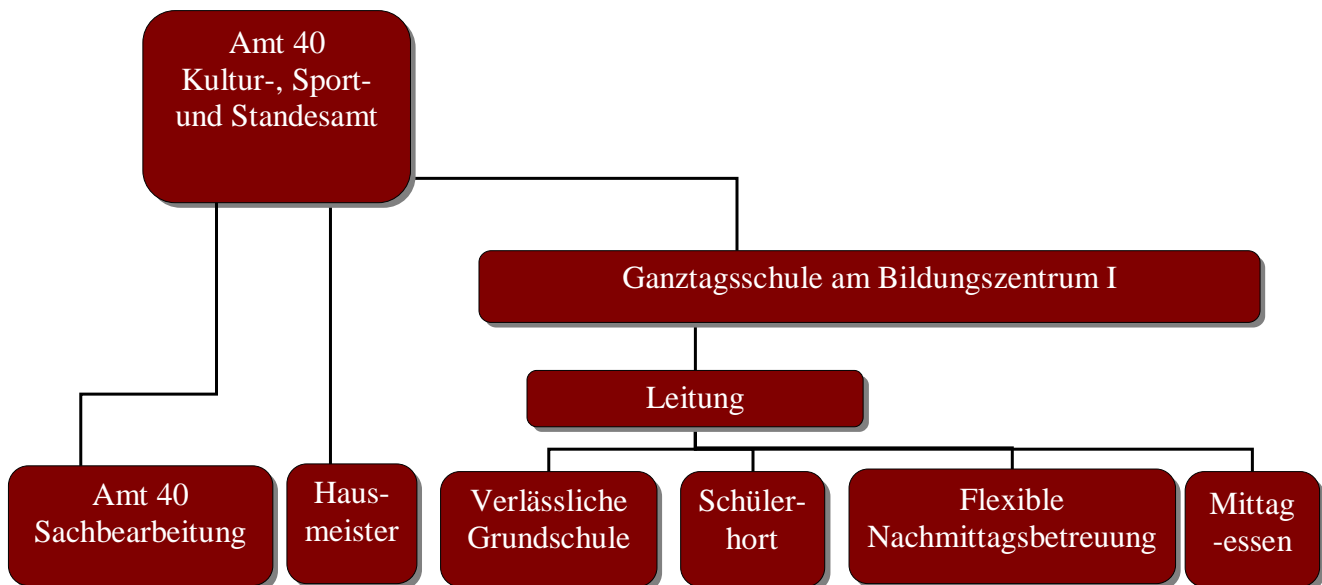 Amt 40
Kultur-, Sport-
und Standesamt
Ganztagsschule am Bildungszentrum I
Leitung
Amt 40
Sachbearbeitung
Haus-
meister
Verlässliche
Grundschule
Schüler-
hort
Flexible
Nachmittagsbetreuung
Mittag
-essen